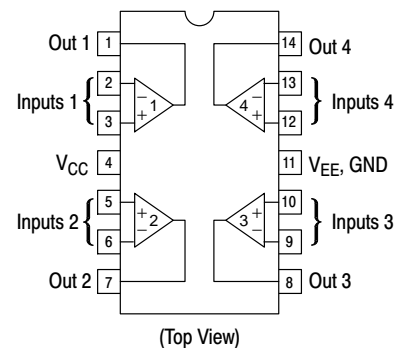 Out 1 1 14 Out 4
2 − 1 − 13
Inputs 1 { 3 + 4 + 12 } Inputs 4
VCC 4 11 VEE, GND
5 + 2 + 10
Inputs 2 { 6 − 3 − 9 } Inputs 3
Out 2 7 8 Out 3
(Top View)